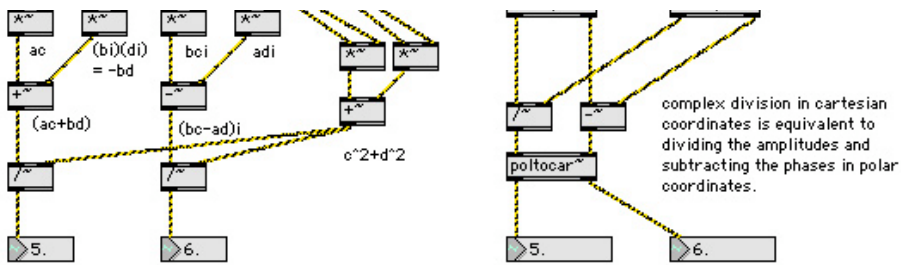 *~ *~ *~ *~
ac
(bi)(di)
= -bd
bci
adi
*~ *~
+~ -~ +~
(ac+bd)
(bc-ad)i
c^2+d^2
/~ /~
5. 6.
/~ -~
complex division in cartesian
coordinates is equivalent to
dividing the amplitudes and
subtracting the phases in polar
coordinates.
poltocar~
5. 6.